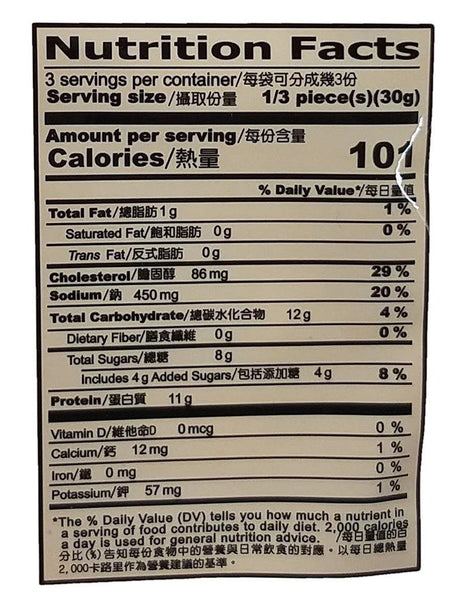 Nutrition Facts
3 servings per container/每袋可分成幾3份
Serving size/攝取份量 1/3 piece(s)(30g)
Amount per serving/每份含量
Calories/熱量 101
% Daily Value*/每日量值
Total Fat/總脂肪 1 g 1 %
Saturated Fat/飽和脂肪 0 g 0 %
Trans Fat/反式脂肪 0 g
Cholesterol/膽固醇 86 mg 29 %
Sodium/鈉 450 mg 20 %
Total Carbohydrate/總碳水化合物 12 g 4 %
Dietary Fiber/膳食纖維 0 g 0 %
Total Sugars/總糖 8 g
Includes 4 g Added Sugars/包括添加糖 4 g 8 %
Protein/蛋白質 11 g
Vitamin D/維他命D 0 mcg 0 %
Calcium/鈣 12 mg 1 %
Iron/鐵 0 mg 0 %
Potassium/鉀 57 mg 1 %
*The % Daily Value (DV) tells you how much a nutrient in
a serving of food contributes to daily diet. 2,000 calories
a day is used for general nutrition advice. /每日量值的百
分比(%)告知每份食物中的營養與日常飲食的對應。以每日總熱量
2,000卡路里作為營養建議的基準。